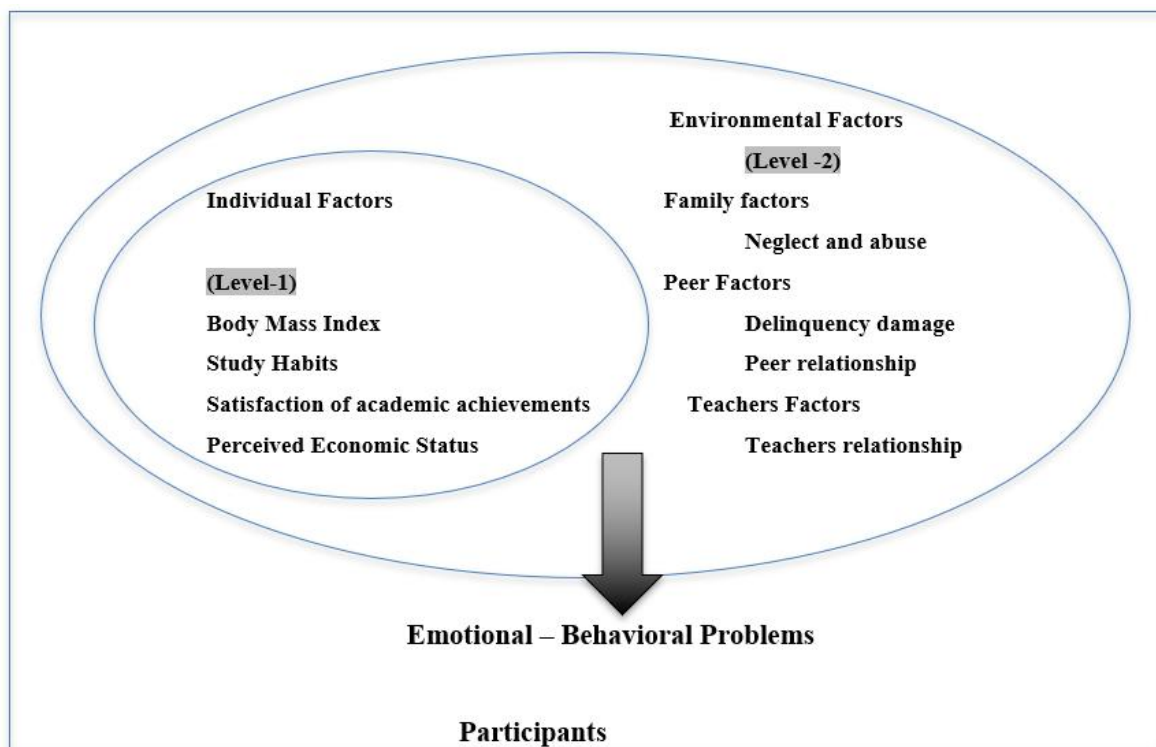 Individual Factors
(Level-1)
Body Mass Index
Study Habits
Satisfaction of academic achievements
Perceived Economic Status
Environmental Factors
(Level -2)
Family factors
Neglect and abuse
Peer Factors
Delinquency damage
Peer relationship
Teachers Factors
Teachers relationship
Emotional – Behavioral Problems
Participants